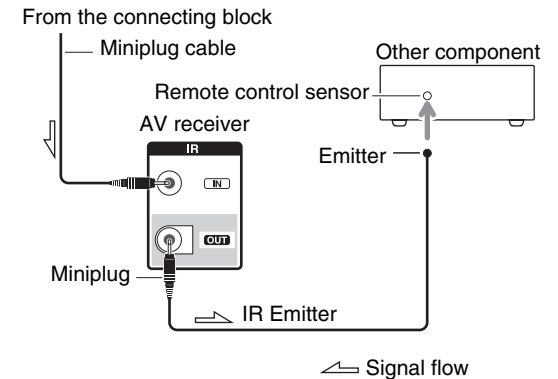 From the connecting block
Miniplug cable
Other component
Remote control sensor
AV receiver
IR
Emitter
IN
OUT
Miniplug
IR Emitter
Signal flow